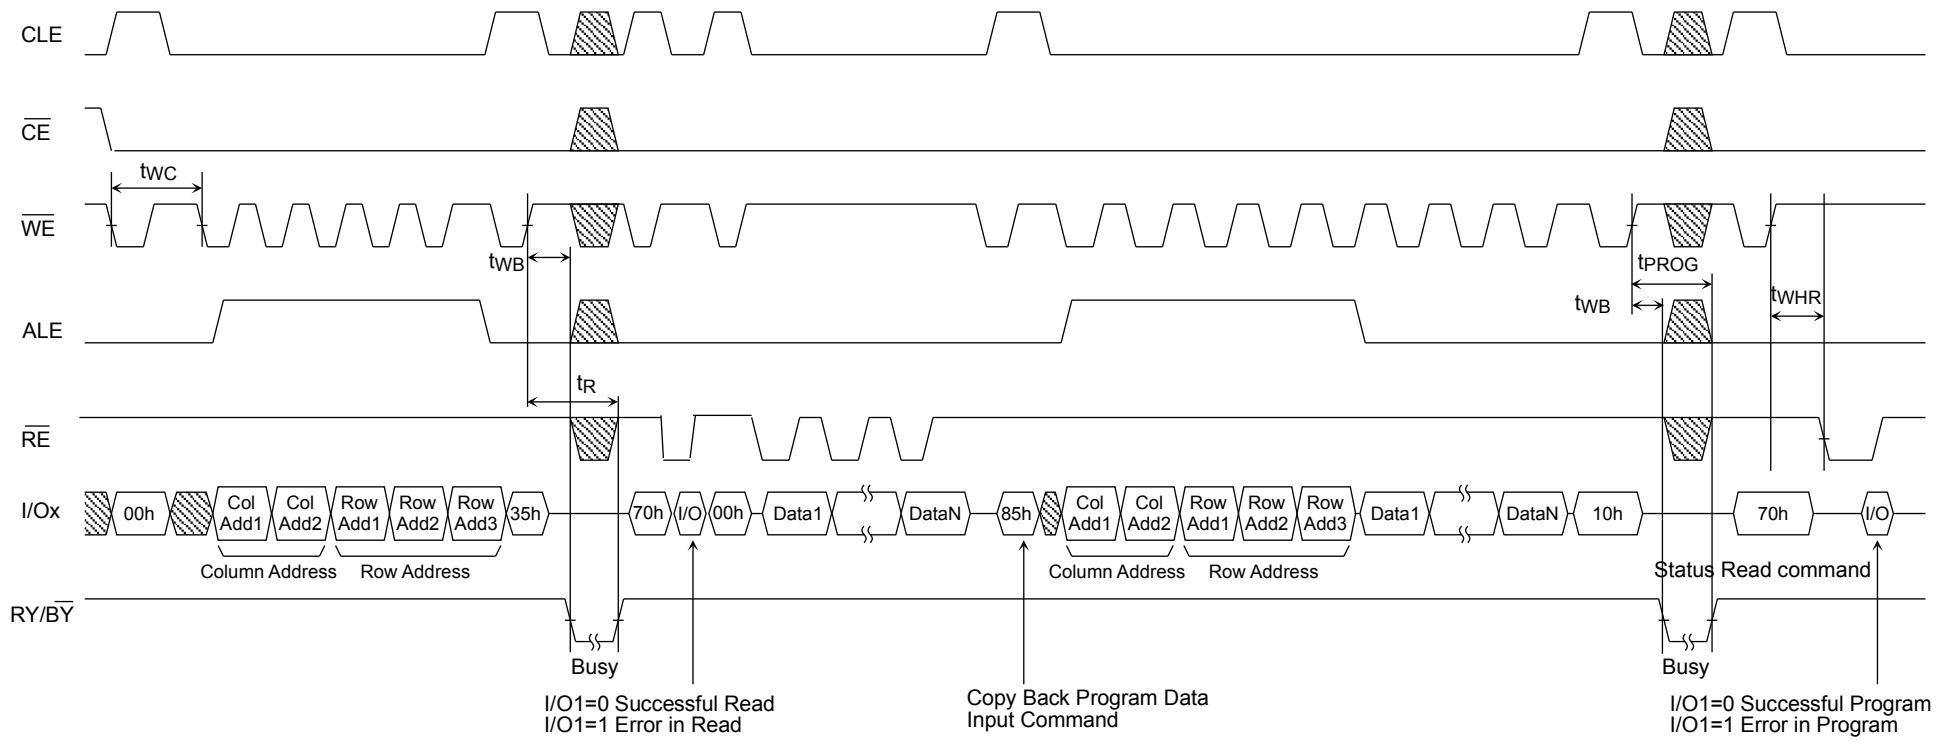 CLE
CE
tWC
WE
tWB
tPROG
tWB
tWHR
ALE
tR
RE
I/Ox
00h
Col Add1
Col Add2
Row Add1
Row Add2
Row Add3
35h
70h
I/O
00h
Data1
DataN
85h
Col Add1
Col Add2
Row Add1
Row Add2
Row Add3
Data1
DataN
10h
70h
I/O
Column Address
Row Address
Column Address
Row Address
Status Read command
RY/BY
Busy
Busy
I/O1=0 Successful Read
I/O1=1 Error in Read
Copy Back Program Data
Input Command
I/O1=0 Successful Program
I/O1=1 Error in Program